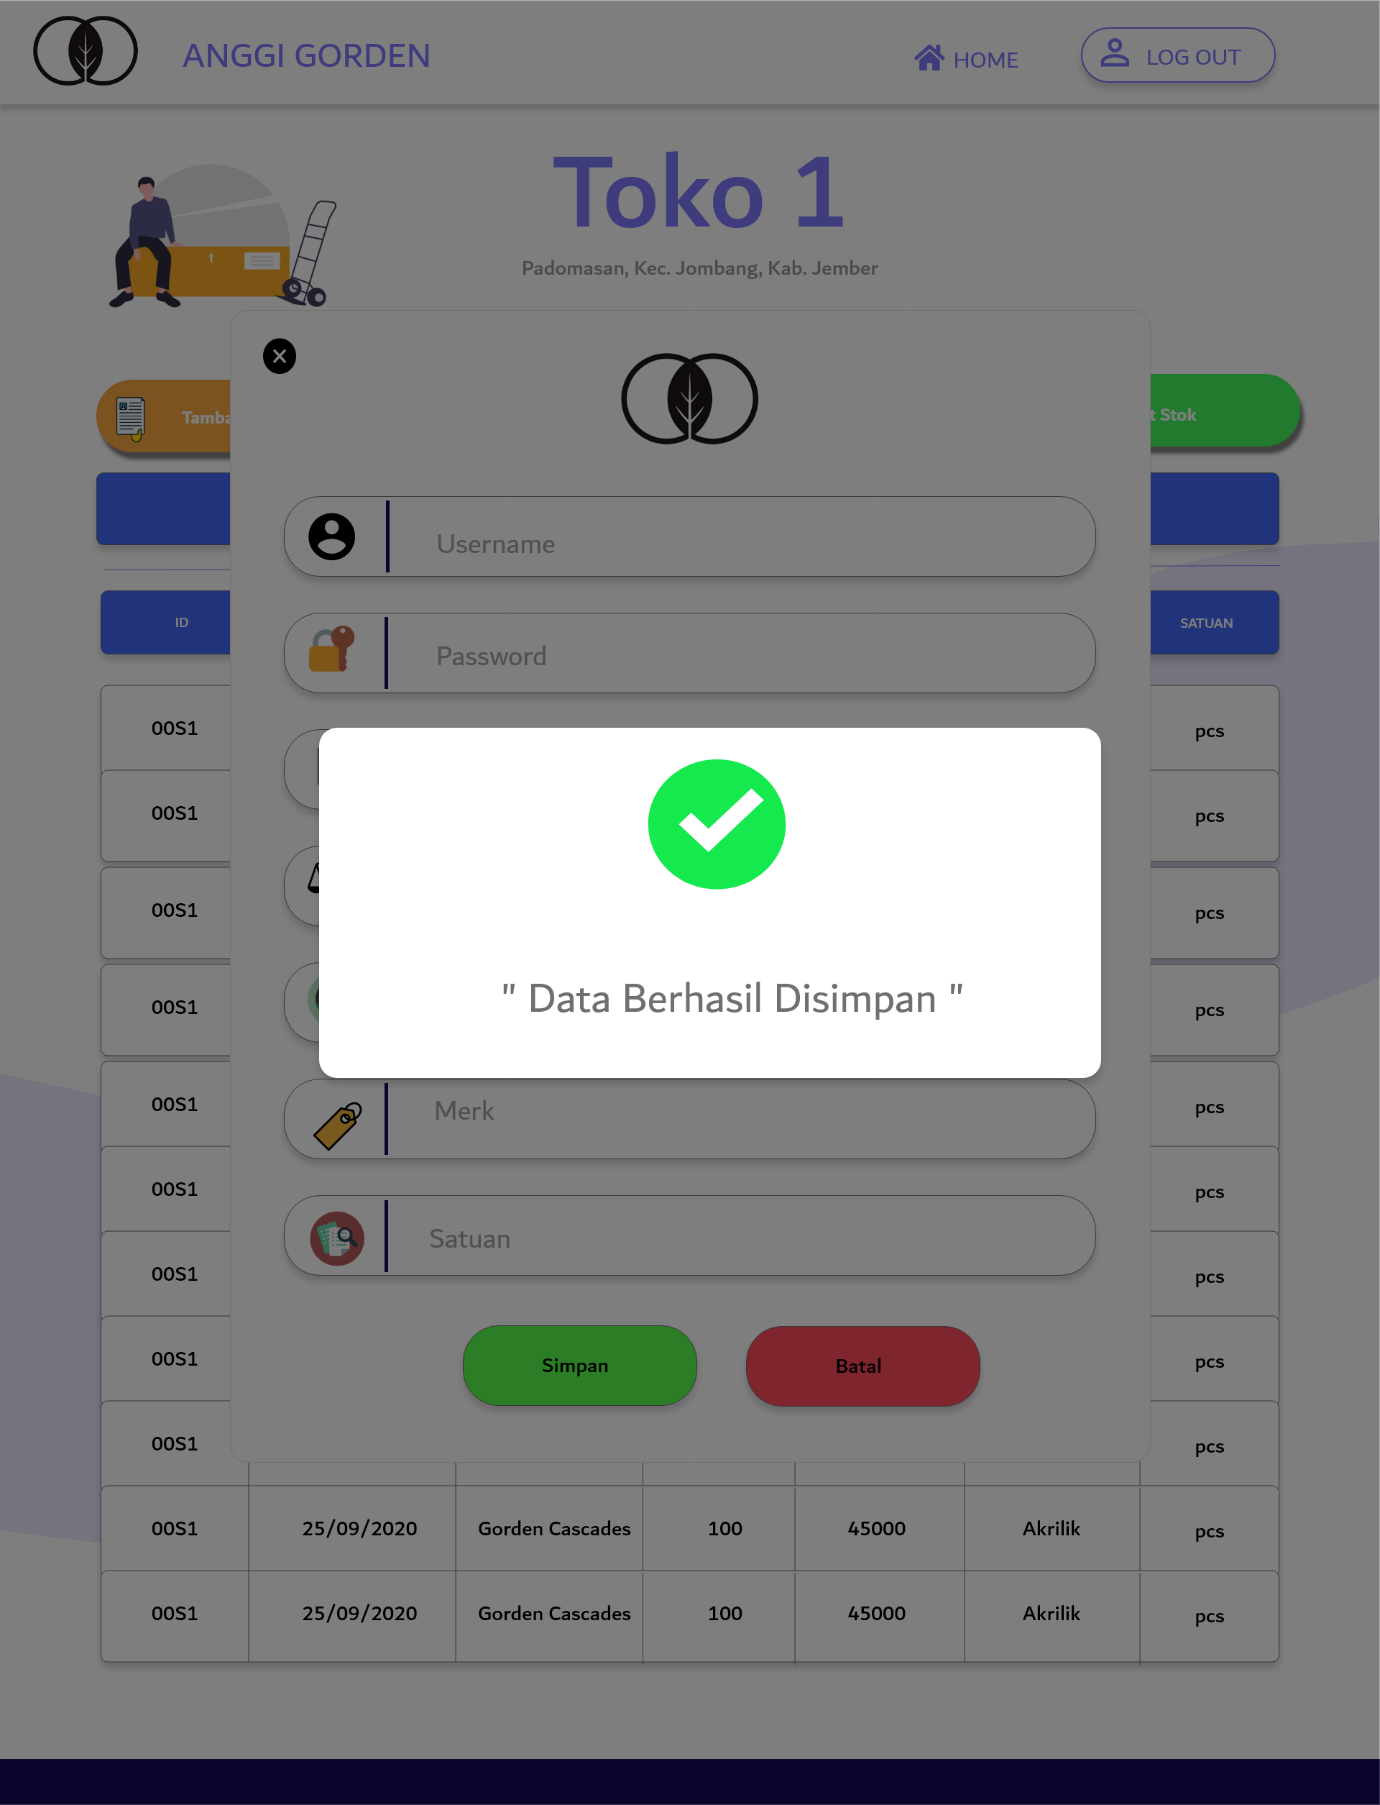 ANGGI GORDEN
HOME
LOG OUT
Toko 1
Padomasan, Kec. Jombang, Kab. Jember
Stok
Username
Password
ID
SATUAN
00S1 pcs
00S1 pcs
00S1 pcs
" Data Berhasil Disimpan "
00S1 pcs
00S1 pcs
Merk
00S1 pcs
Satuan
00S1 pcs
00S1 pcs
Simpan
Batal
00S1 pcs
00S1 25/09/2020 Gorden Cascades 100 45000 Akrilik pcs
00S1 25/09/2020 Gorden Cascades 100 45000 Akrilik pcs